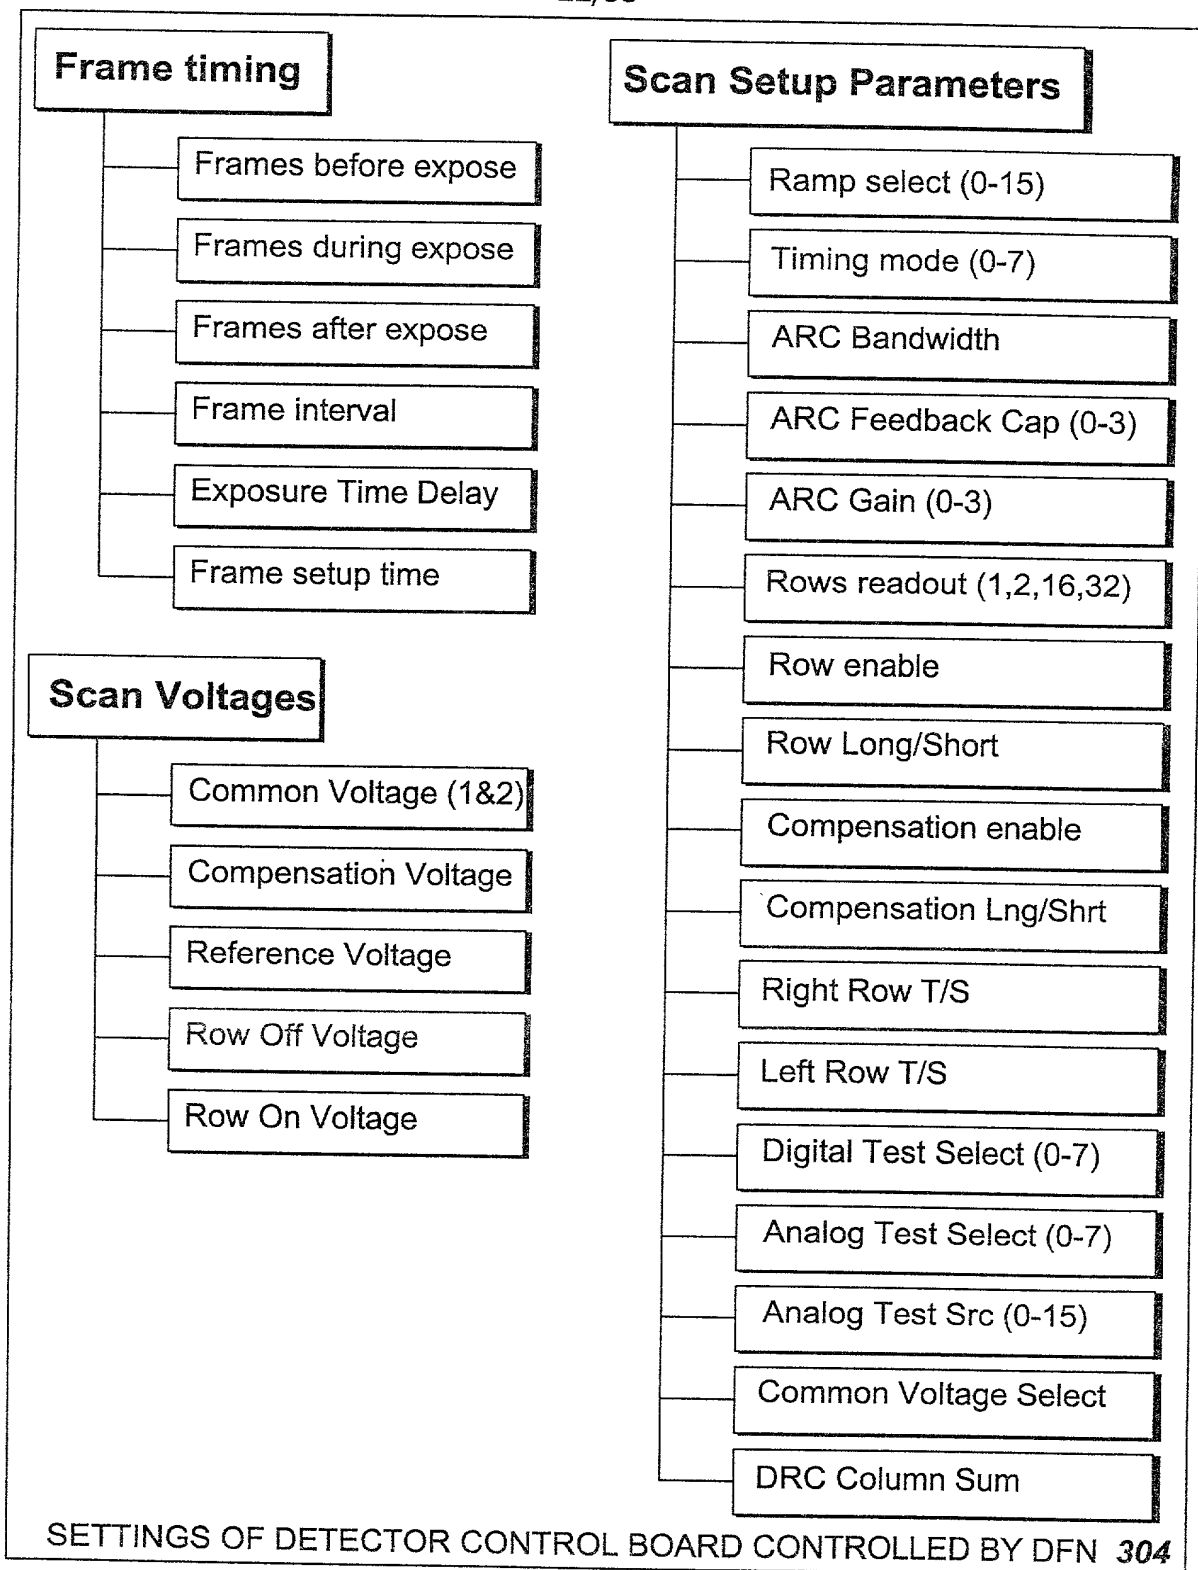 Frame timing
Frames before expose
Frames during expose
Frames after expose
Frame interval
Exposure Time Delay
Frame setup time
Scan Voltages
Common Voltage (1&2)
Compensation Voltage
Reference Voltage
Row Off Voltage
Row On Voltage
Scan Setup Parameters
Ramp select (0-15)
Timing mode (0-7)
ARC Bandwidth
ARC Feedback Cap (0-3)
ARC Gain (0-3)
Rows readout (1,2,16,32)
Row enable
Row Long/Short
Compensation enable
Compensation Lng/Shrt
Right Row T/S
Left Row T/S
Digital Test Select (0-7)
Analog Test Select (0-7)
Analog Test Src (0-15)
Common Voltage Select
DRC Column Sum
SETTINGS OF DETECTOR CONTROL BOARD CONTROLLED BY DFN 304